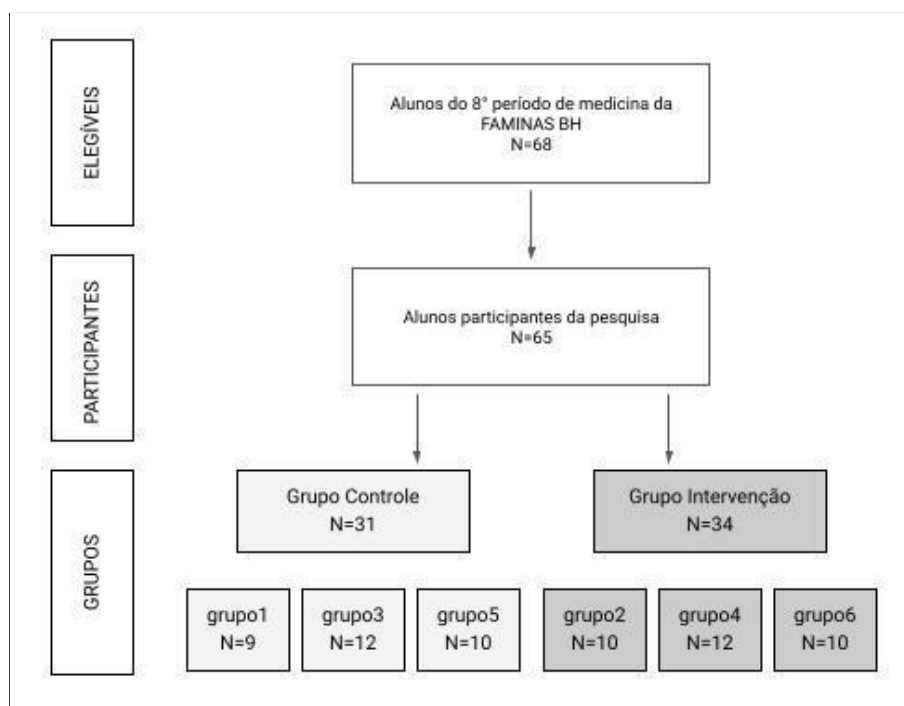 ELEGÍVEIS
Alunos do 8° período de medicina da
FAMINAS BH
N=68
PARTICIPANTES
Alunos participantes da pesquisa
N=65
GRUPOS
Grupo Controle
N=31
Grupo Intervenção
N=34
grupo1
N=9
grupo3
N=12
grupo5
N=10
grupo2
N=10
grupo4
N=12
grupo6
N=10